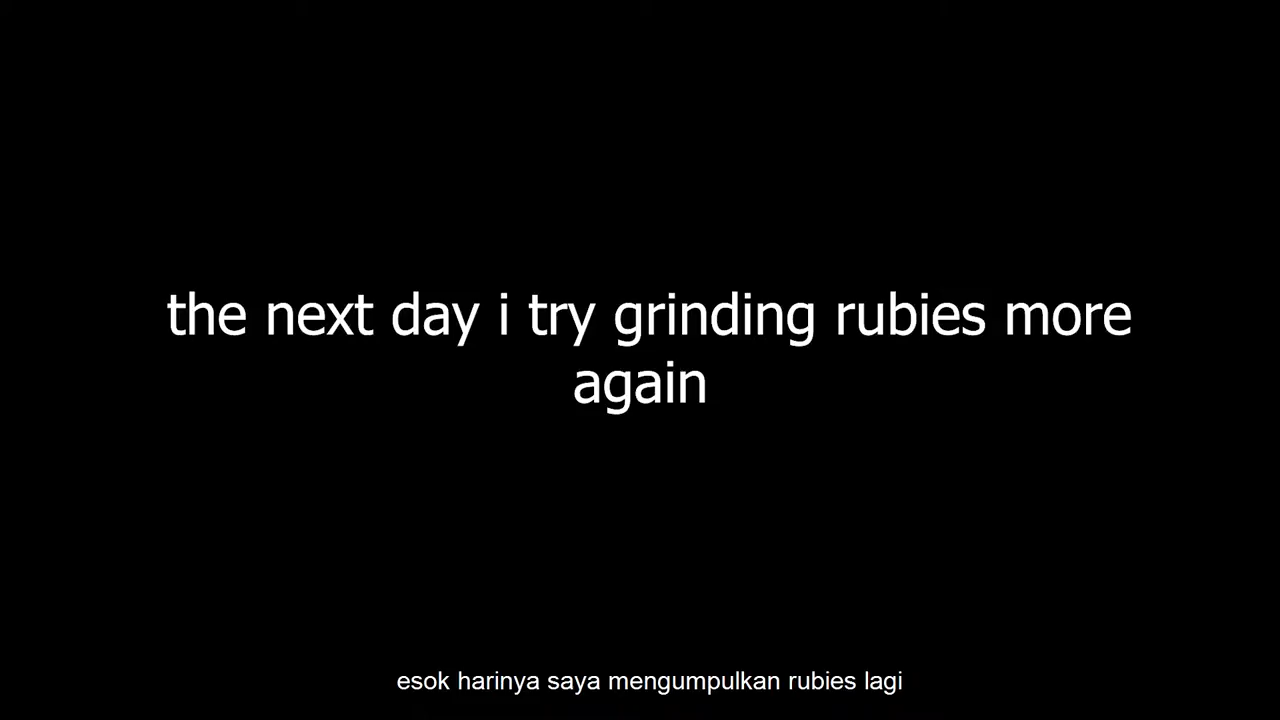 the next day i try grinding rubies more
again
esok harinya saya mengumpulkan rubies lagi